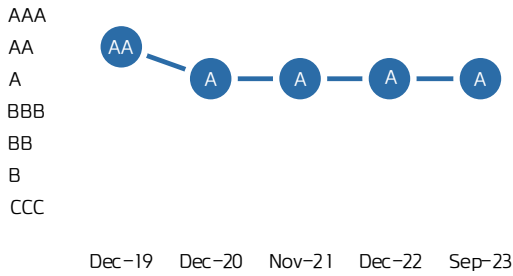 AAA
AA AA
A A A A A
BBB
BB
B
CCC
Dec-19 Dec-20 Nov-21 Dec-22 Sep-23